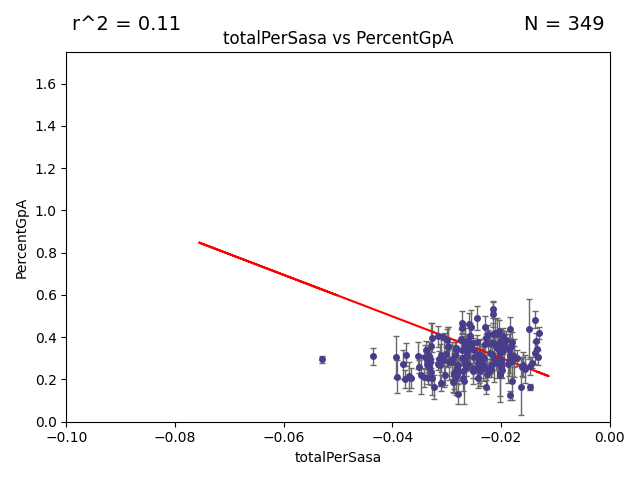 r^2 = 0.11
N = 349
totalPerSasa vs PercentGpA
PercentGpA
1.6
1.4
1.2
1.0
0.8
0.6
0.4
0.2
0.0
−0.10 −0.08 −0.06 −0.04 −0.02 0.00
totalPerSasa